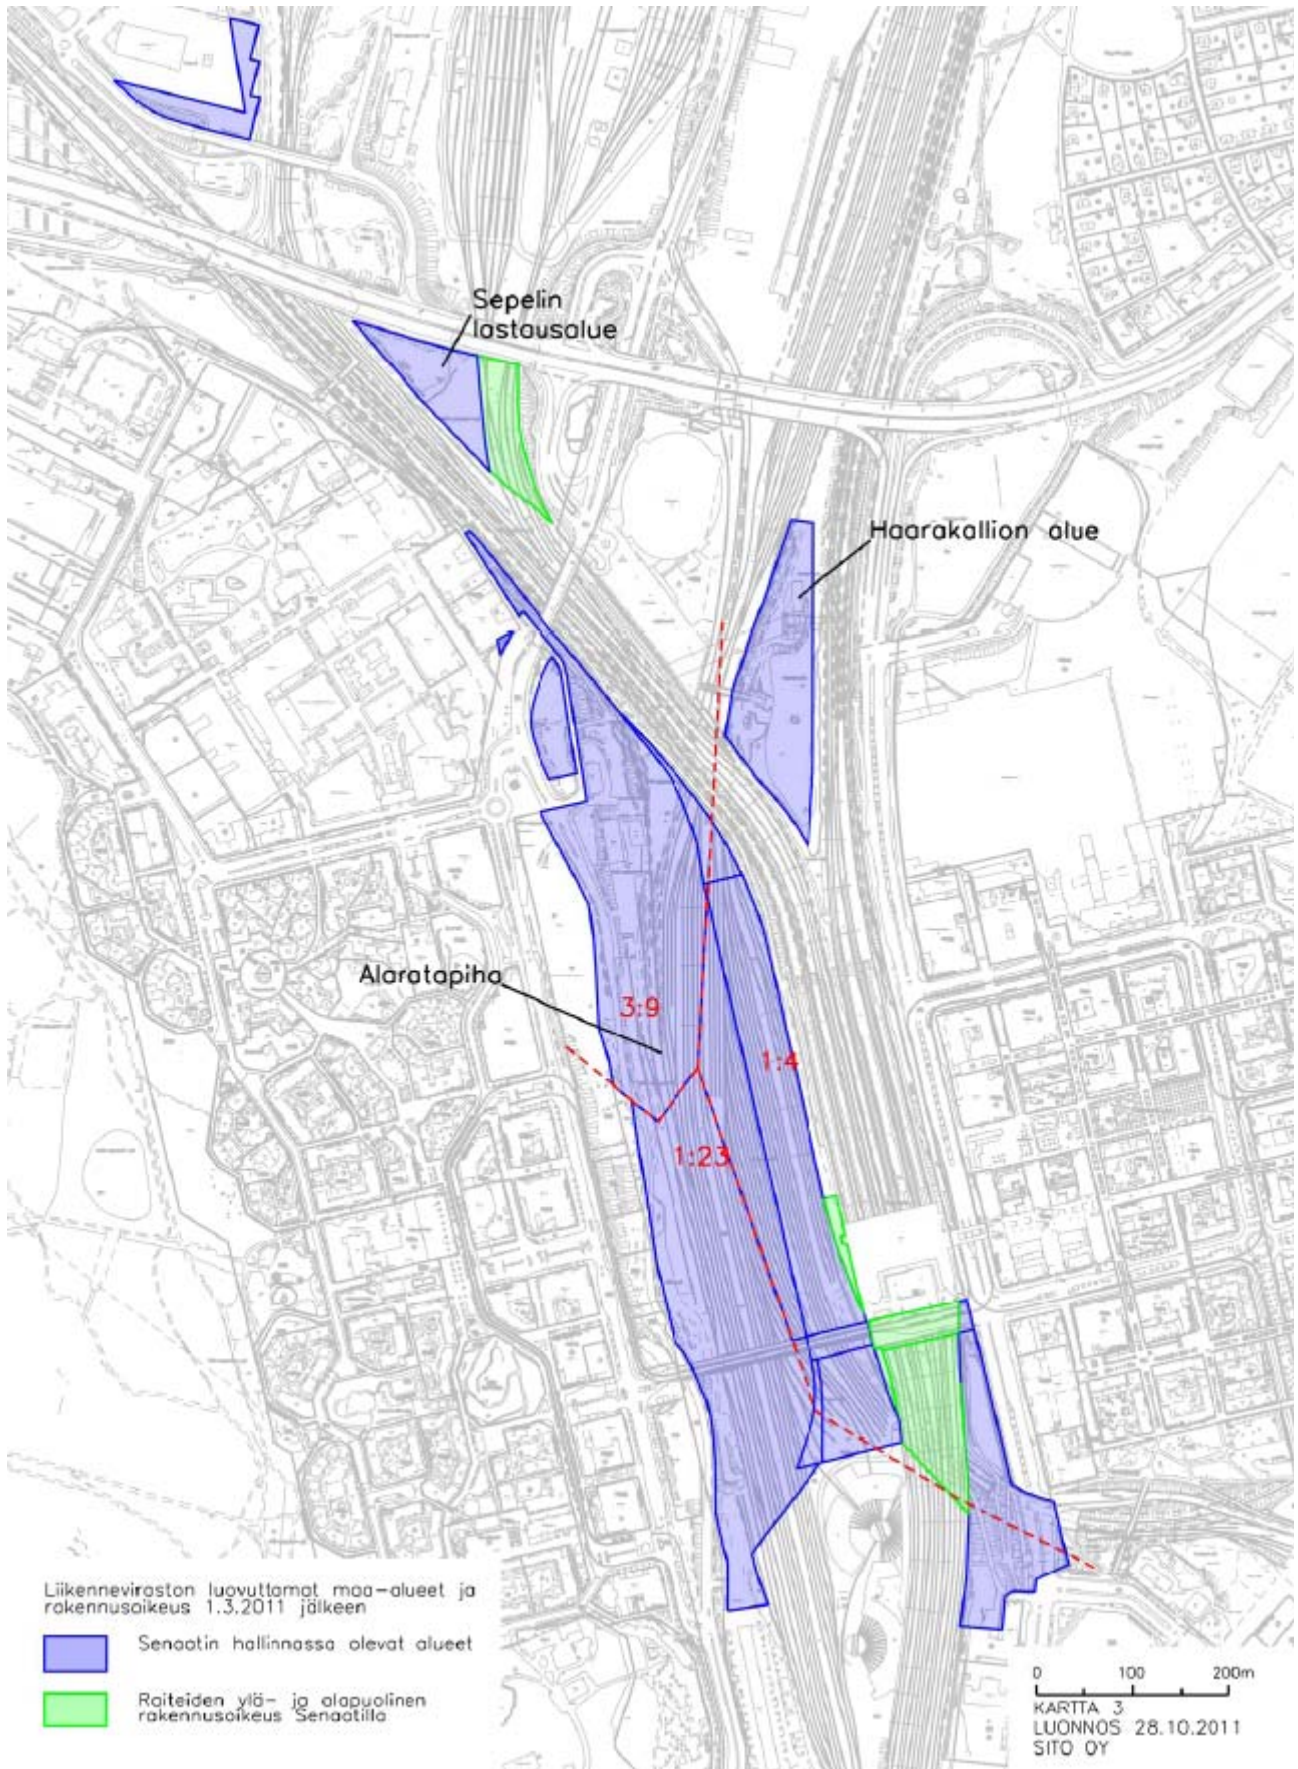 Sepelin
lastausalue
Haarakallion alue
Alaratapiha
3:9
1:4
1:23
Liikenneviraston luovuttamat maa-alueet ja
rakennusoikeus 1.3.2011 jälkeen
Senaatin hallinnassa olevat alueet
Raiteiden ylä- ja alapuolinen
rakennusoikeus Senaatilla
0 100 200m
KARTTA 3
LUONNOS 28.10.2011
SITO OY